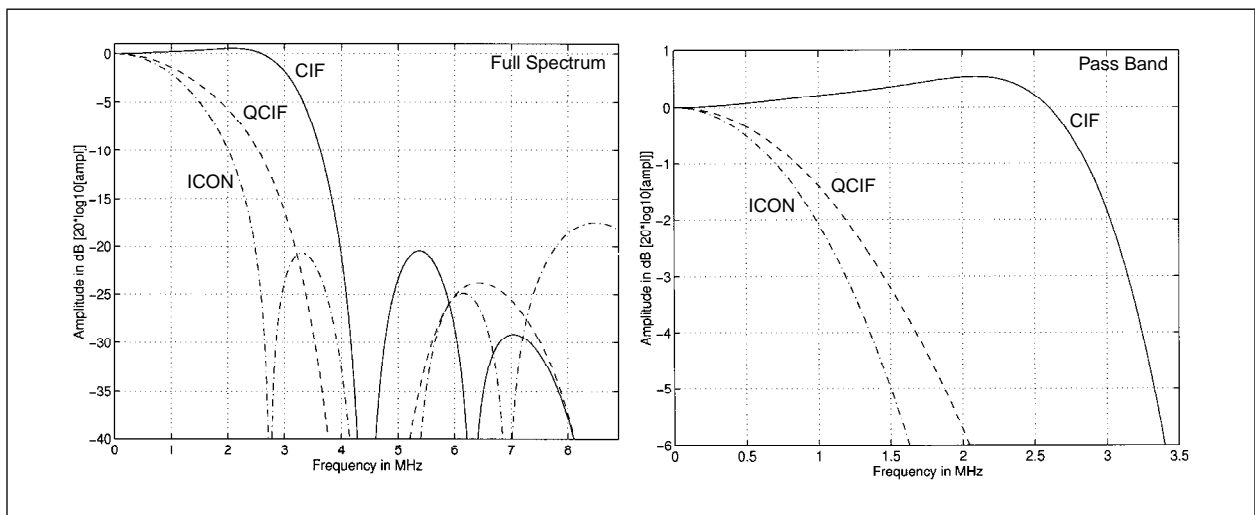 Full Spectrum
CIF
QCIF
ICON
0
−5
−10
−15
−20
−25
−30
−35
−40
Amplitude in dB [20*log10[ampl]]
0 1 2 3 4 5 6 7 8
Frequency in MHz
Pass Band
CIF
QCIF
ICON
1
0
−1
−2
−3
−4
−5
−6
Amplitude in dB [20*log10[ampl]]
0 0.5 1 1.5 2 2.5 3 3.5
Frequency in MHz